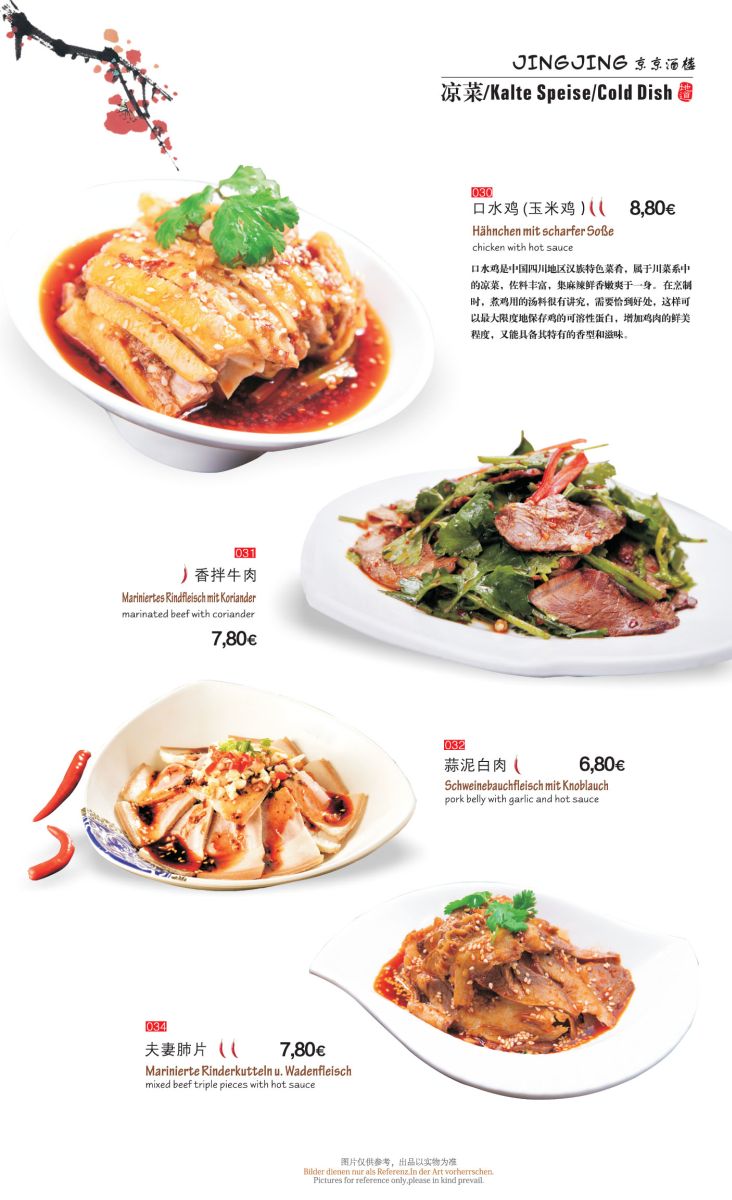 JINGJING 京京酒楼
凉菜/Kalte Speise/Cold Dish 地道
030
口水鸡(玉米鸡) 8,80€
Hähnchen mit scharfer Soße
chicken with hot sauce
口水鸡是中国四川地区汉族特色菜肴，属于川菜系中
的凉菜，佐料丰富，集麻辣鲜香嫩爽于一身。在烹制
时，煮鸡用的汤料很有讲究，需要恰到好处，这样可
以最大限度地保存鸡的可溶性蛋白，增加鸡肉的鲜美
程度，又能具备其特有的香型和滋味。
031
香拌牛肉
Mariniertes Rindfleisch mit Koriander
marinated beef with coriander
7,80€
032
蒜泥白肉 6,80€
Schweinebauchfleisch mit Knoblauch
pork belly with garlic and hot sauce
034
夫妻肺片 7,80€
Marinierte Rinderkutteln u. Wadenfleisch
mixed beef triple pieces with hot sauce
图片仅供参考，出品以实物为准
Bilder dienen nur als Referenz,In der Art vorherrschen.
Pictures for reference only,please in kind prevail.